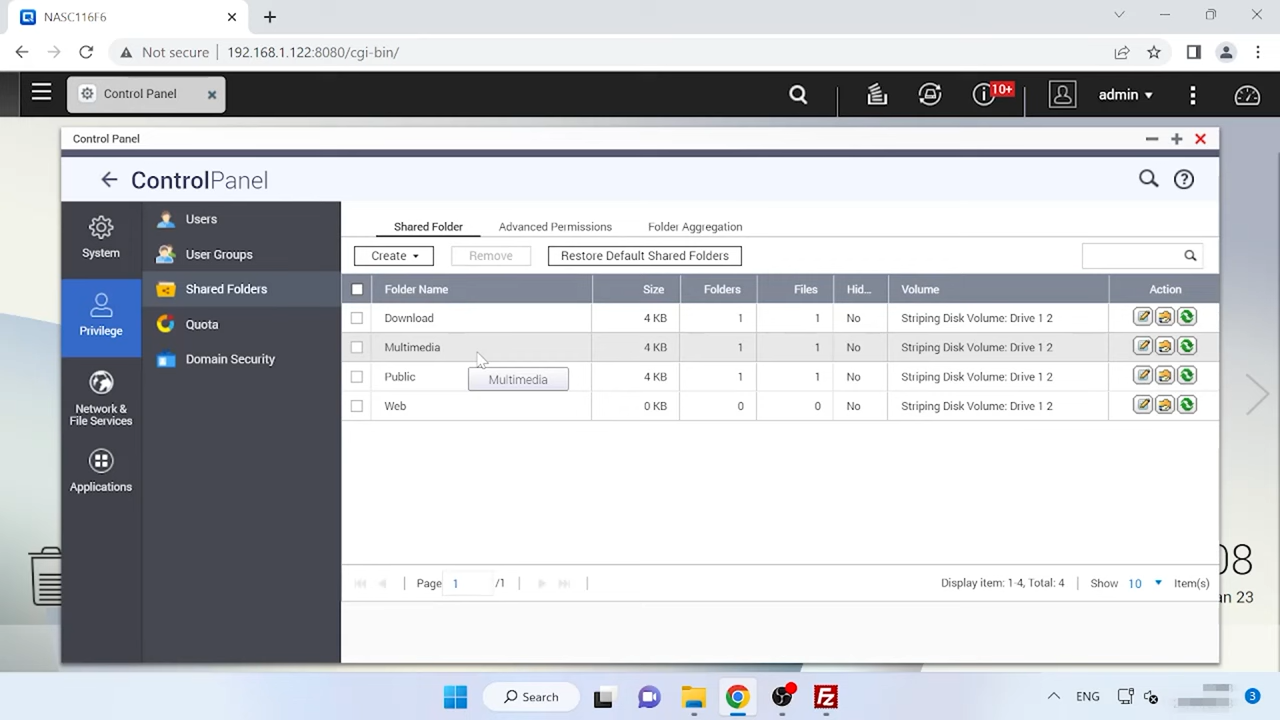 NASC116F6
Not secure 192.168.1.122:8080/cgi-bin/
Control Panel
10+
admin
Control Panel
ControlPanel
System
Privilege
Network &
File Services
Applications
Users
User Groups
Shared Folders
Quota
Domain Security
Shared Folder Advanced Permissions Folder Aggregation
Create Remove Restore Default Shared Folders
Folder Name Size Folders Files Hid... Volume Action
Download 4 KB 1 1 No Striping Disk Volume: Drive 1 2
Multimedia 4 KB 1 1 No Striping Disk Volume: Drive 1 2
Public 4 KB 1 1 No Striping Disk Volume: Drive 1 2
Multimedia
Web 0 KB 0 0 No Striping Disk Volume: Drive 1 2
Page 1 /1 Display item: 1-4, Total: 4 Show 10 Item(s)
08
an 23
Search
ENG
3